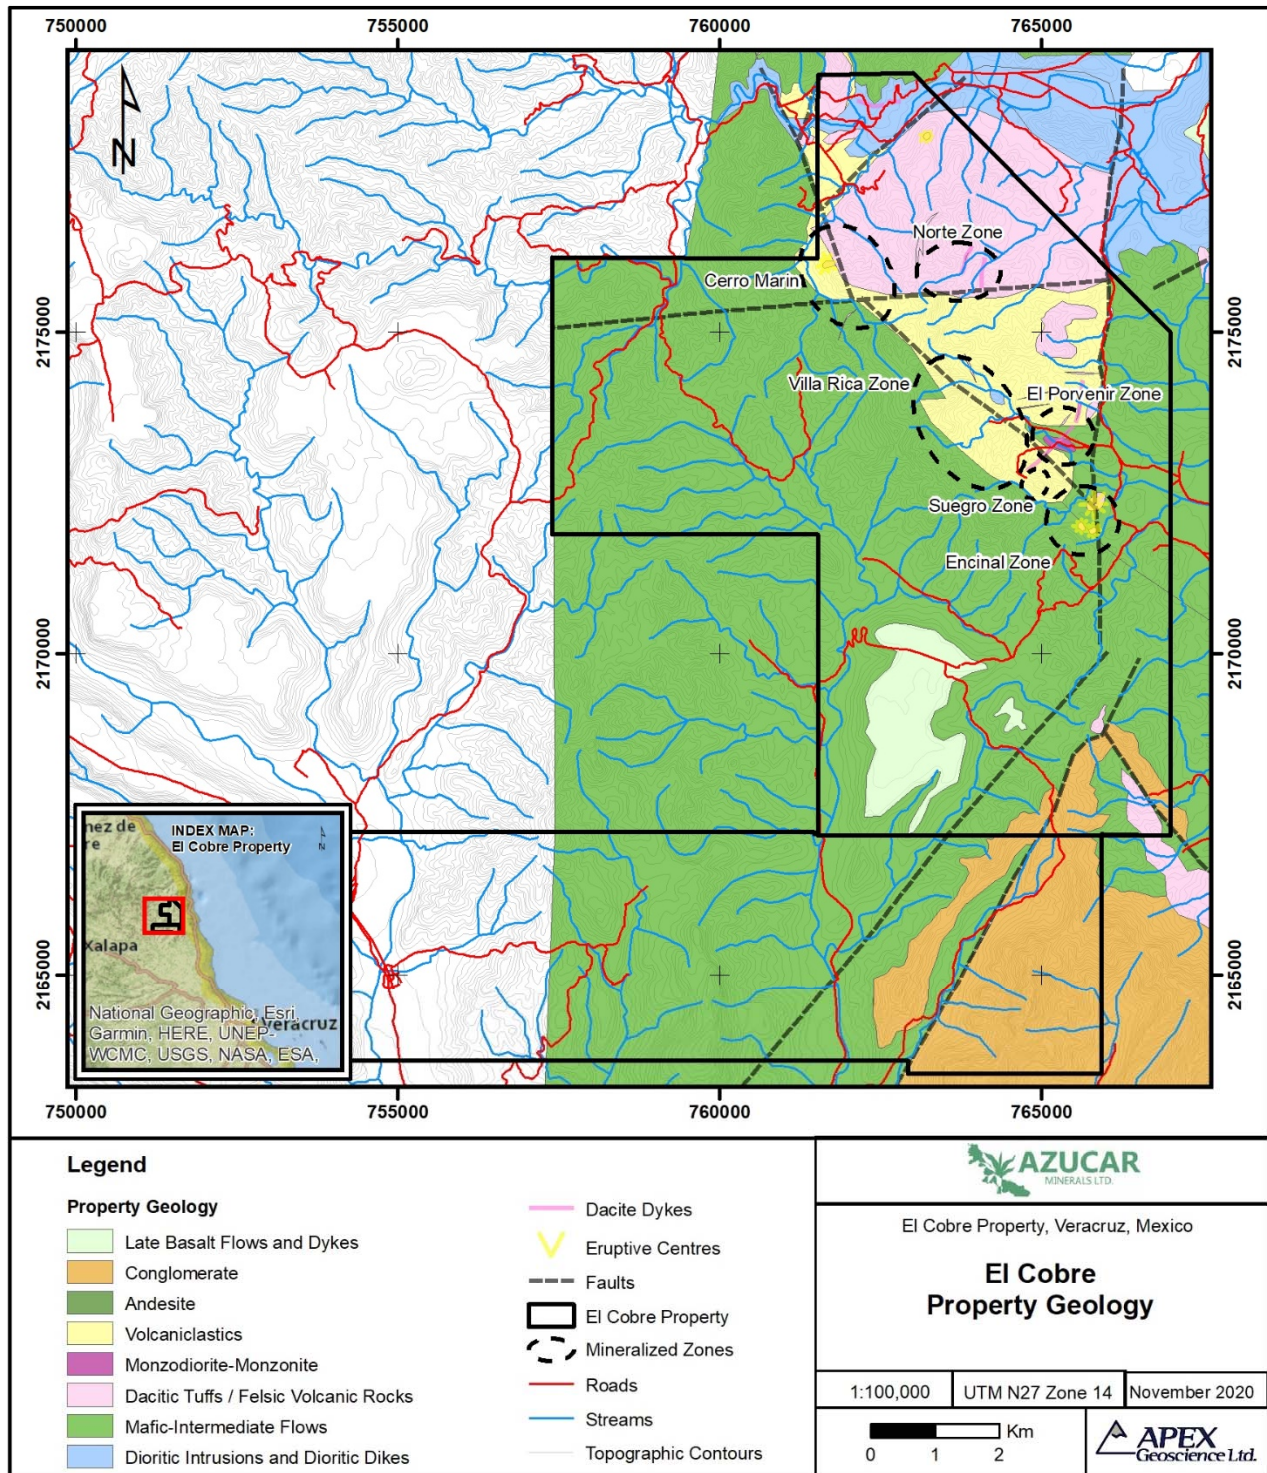 750000 755000 760000 765000
N
Norte Zone
Cerro Marin
2175000 2175000
Villa Rica Zone
El Porvenir Zone
Suegro Zone
Encinal Zone
2170000 2170000
INDEX MAP:
El Cobre Property
nez de
re
N
Xalapa
Veracruz
National Geographic, Esri,
Garmin, HERE, UNEP-
WCMC, USGS, NASA, ESA,
2165000 2165000
750000 755000 760000 765000
Legend
Property Geology
Late Basalt Flows and Dykes
Conglomerate
Andesite
Volcaniclastics
Monzodiorite-Monzonite
Dacitic Tuffs / Felsic Volcanic Rocks
Mafic-Intermediate Flows
Dioritic Intrusions and Dioritic Dikes
Dacite Dykes
Eruptive Centres
Faults
El Cobre Property
Mineralized Zones
Roads
Streams
Topographic Contours
AZUCAR
MINERALS LTD.
El Cobre Property, Veracruz, Mexico
El Cobre
Property Geology
1:100,000 UTM N27 Zone 14 November 2020
Km
0 1 2
APEX
Geoscience Ltd.